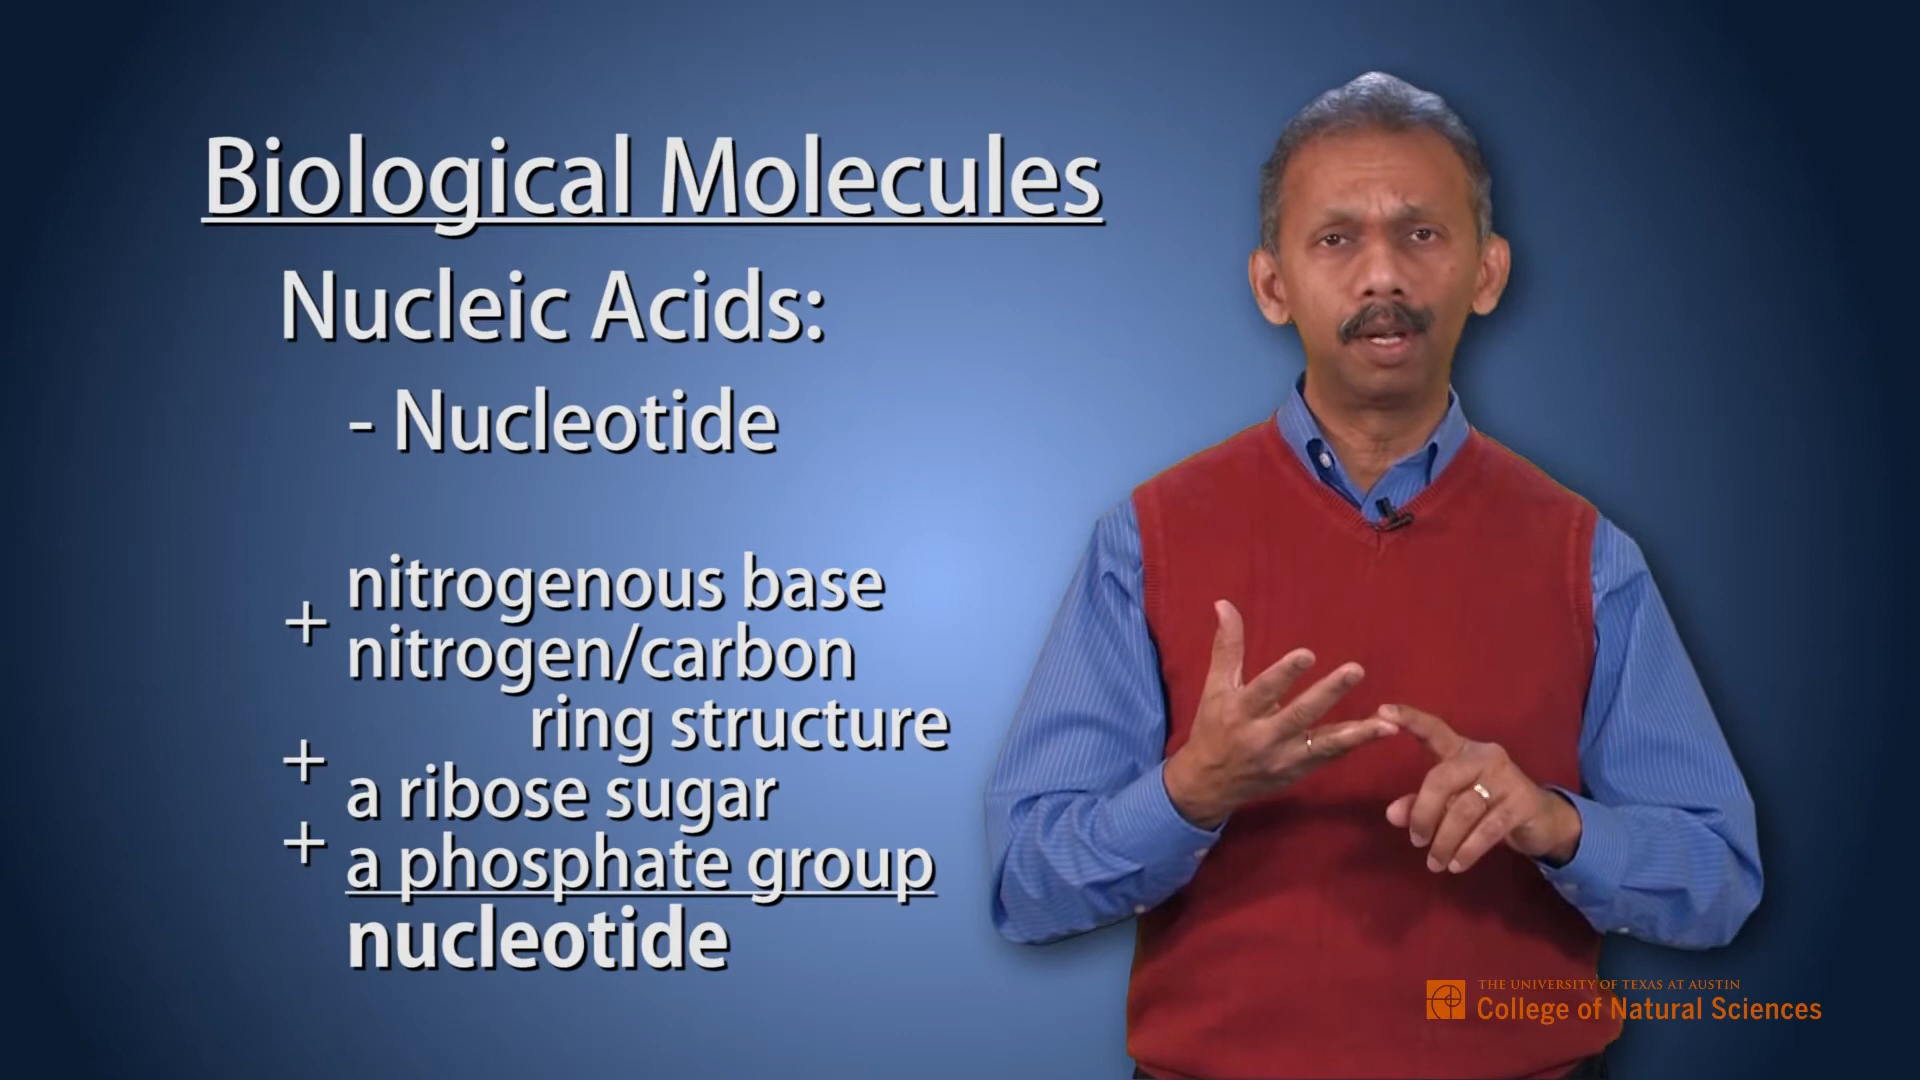 Biological Molecules
Nucleic Acids:
- Nucleotide
nitrogenous base
+ nitrogen/carbon
ring structure
+ a ribose sugar
+ a phosphate group
nucleotide
THE UNIVERSITY OF TEXAS AT AUSTIN
College of Natural Sciences